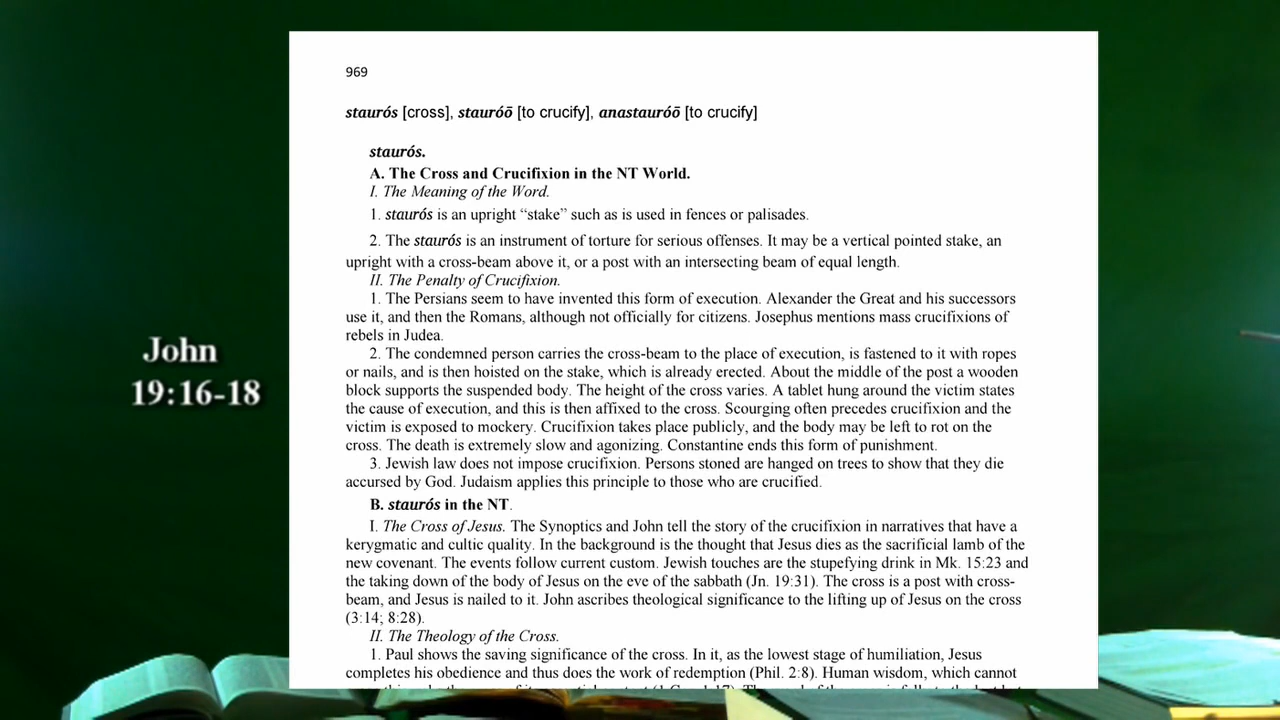 969
staurós [cross], stauróō [to crucify], anastauróō [to crucify]
staurós.
A. The Cross and Crucifixion in the NT World.
I. The Meaning of the Word.
1. staurós is an upright “stake” such as is used in fences or palisades.
2. The staurós is an instrument of torture for serious offenses. It may be a vertical pointed stake, an
upright with a cross-beam above it, or a post with an intersecting beam of equal length.
II. The Penalty of Crucifixion.
1. The Persians seem to have invented this form of execution. Alexander the Great and his successors
use it, and then the Romans, although not officially for citizens. Josephus mentions mass crucifixions of
rebels in Judea.
2. The condemned person carries the cross-beam to the place of execution, is fastened to it with ropes
or nails, and is then hoisted on the stake, which is already erected. About the middle of the post a wooden
block supports the suspended body. The height of the cross varies. A tablet hung around the victim states
the cause of execution, and this is then affixed to the cross. Scourging often precedes crucifixion and the
victim is exposed to mockery. Crucifixion takes place publicly, and the body may be left to rot on the
cross. The death is extremely slow and agonizing. Constantine ends this form of punishment.
3. Jewish law does not impose crucifixion. Persons stoned are hanged on trees to show that they die
accursed by God. Judaism applies this principle to those who are crucified.
B. staurós in the NT.
I. The Cross of Jesus. The Synoptics and John tell the story of the crucifixion in narratives that have a
kerygmatic and cultic quality. In the background is the thought that Jesus dies as the sacrificial lamb of the
new covenant. The events follow current custom. Jewish touches are the stupefying drink in Mk. 15:23 and
the taking down of the body of Jesus on the eve of the sabbath (Jn. 19:31). The cross is a post with cross-
beam, and Jesus is nailed to it. John ascribes theological significance to the lifting up of Jesus on the cross
(3:14; 8:28).
II. The Theology of the Cross.
1. Paul shows the saving significance of the cross. In it, as the lowest stage of humiliation, Jesus
completes his obedience and thus does the work of redemption (Phil. 2:8). Human wisdom, which cannot
John
19:16-18